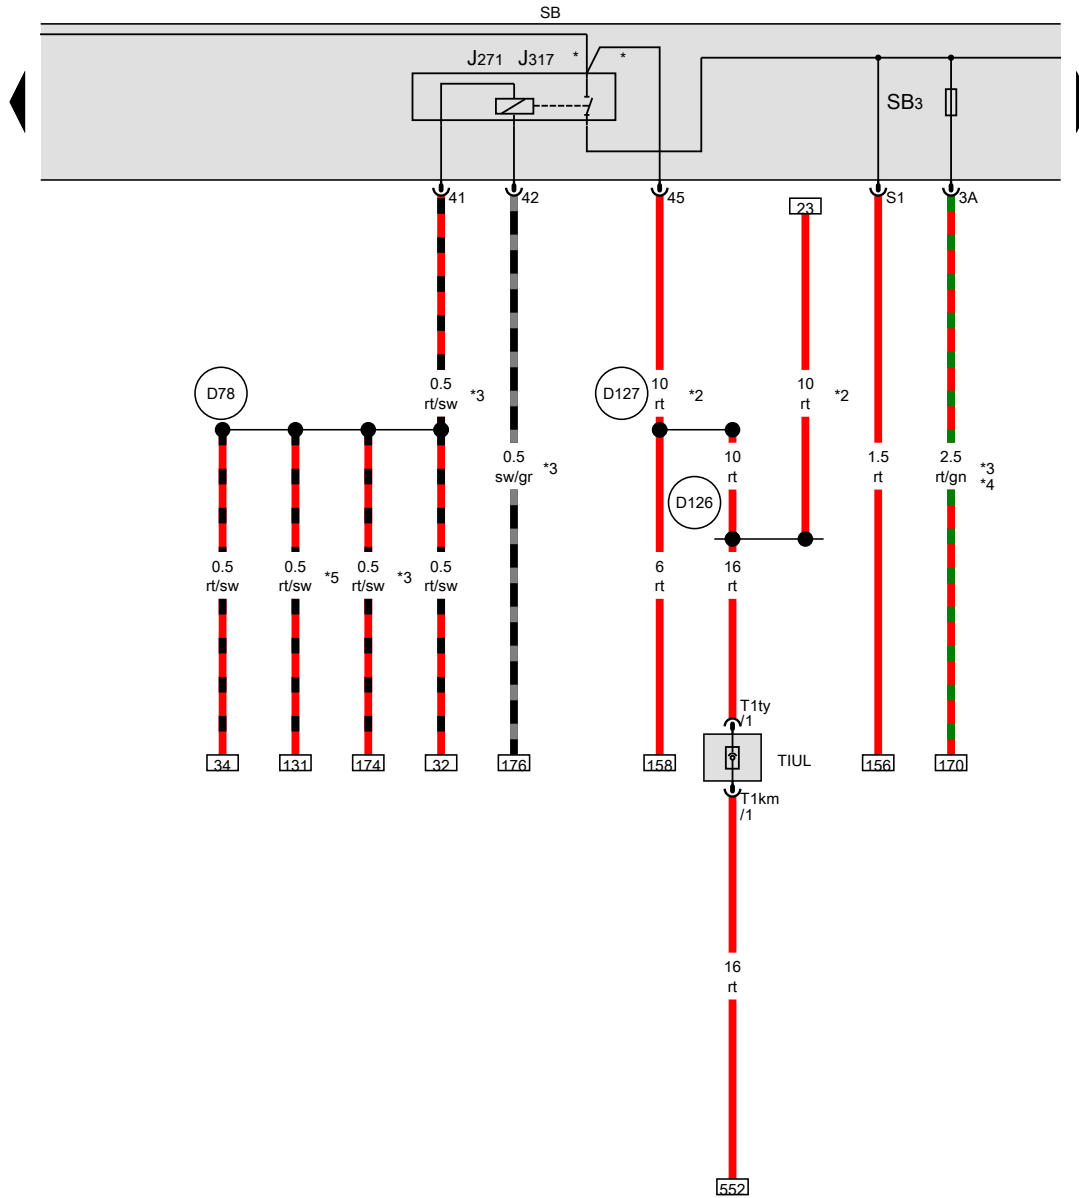 SB
J271 J317 * *
SB3
41
42
45
S1
3A
23
D78
0.5
rt/sw
*3
D127
10
rt
*2
10
rt
*2
0.5
sw/gr
*3
10
rt
1.5
rt
2.5
rt/gn
*3
*4
D126
0.5
rt/sw
0.5
rt/sw
*5
0.5
rt/sw
*3
0.5
rt/sw
6
rt
16
rt
T1ty
/1
34
131
174
32
176
158
TIUL
156
170
T1km
/1
16
rt
552